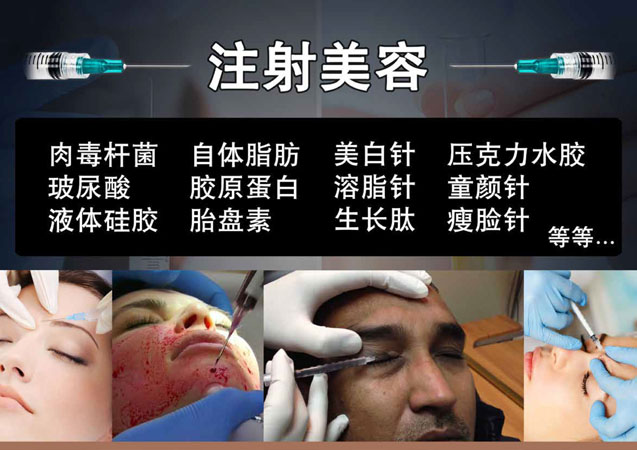 注射美容
肉毒杆菌 自体脂肪 美白针 压克力水胶
玻尿酸 胶原蛋白 溶脂针 童颜针
液体硅胶 胎盘素 生长肽 瘦脸针
等等...